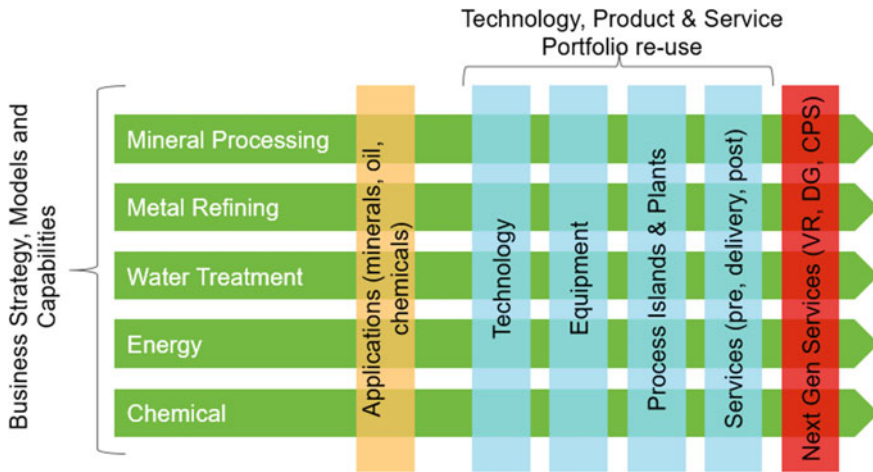 Technology, Product & Service
Portfolio re-use
Business Strategy, Models and
Capabilities
Mineral Processing
Metal Refining
Water Treatment
Energy
Chemical
Applications (minerals, oil,
chemicals)
Technology
Equipment
Process Islands & Plants
Services (pre, delivery, post)
Next Gen Services (VR, DG, CPS)